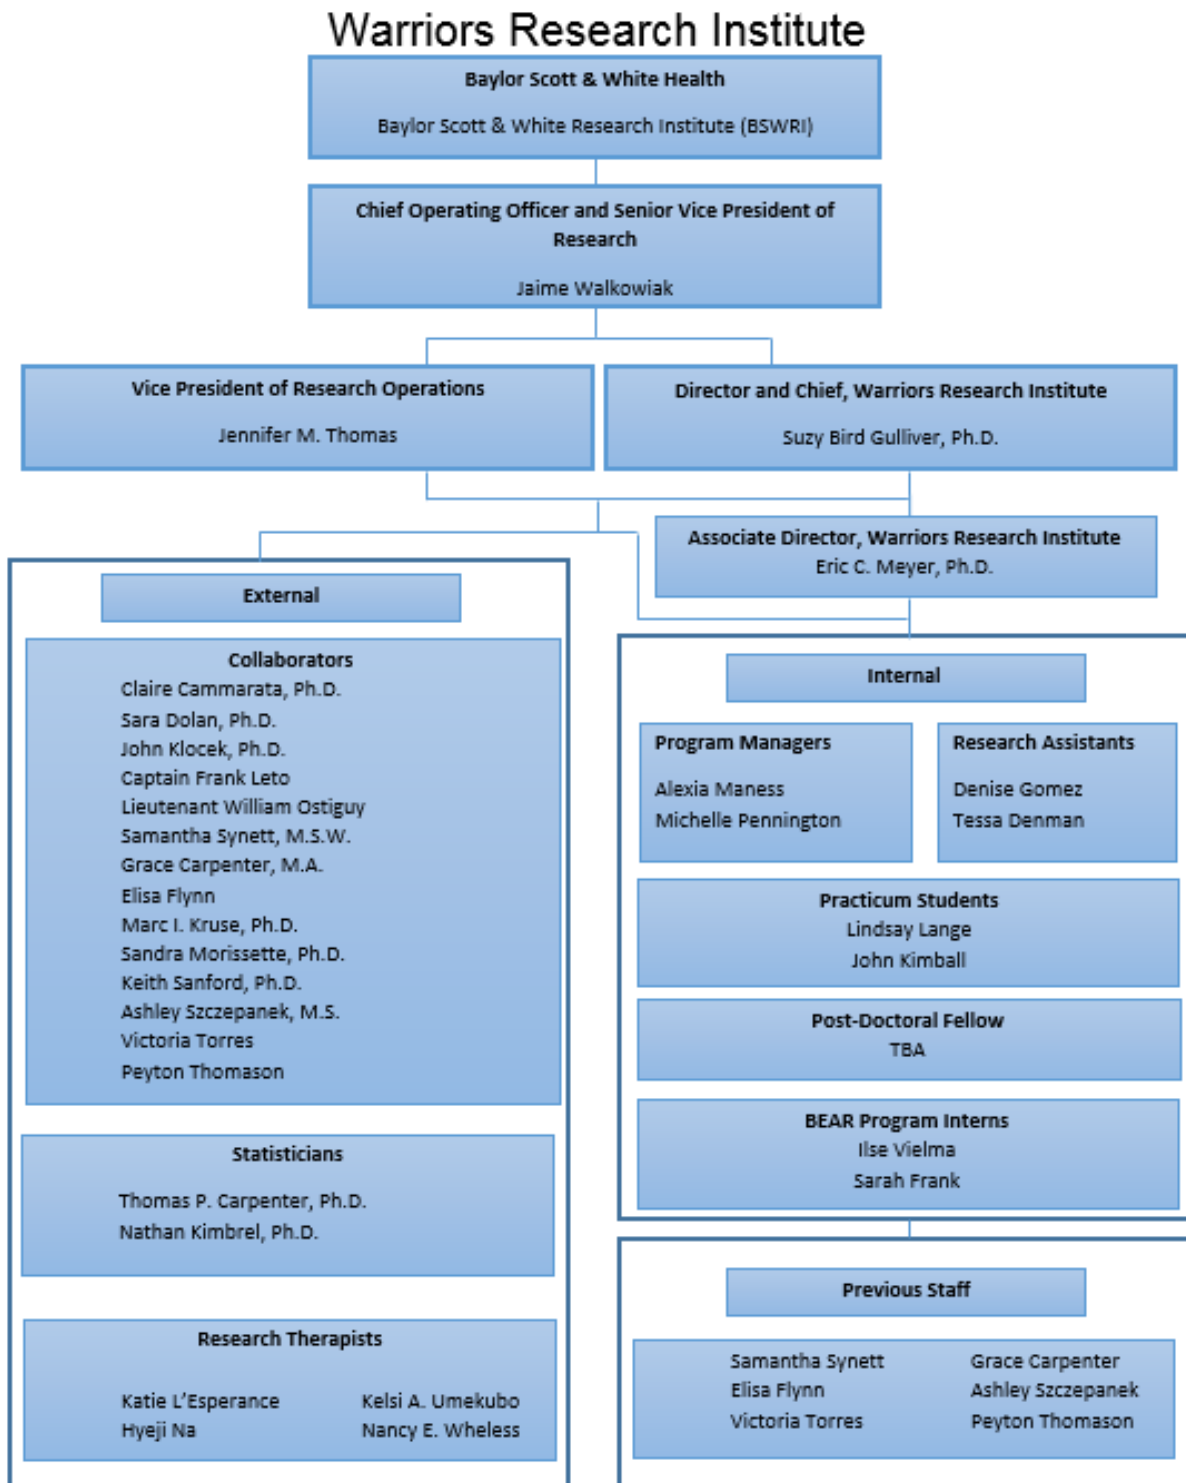 Warriors Research Institute
Baylor Scott & White Health
Baylor Scott & White Research Institute (BSWRI)
Chief Operating Officer and Senior Vice President of
Research
Jaime Walkowiak
Vice President of Research Operations
Jennifer M. Thomas
Director and Chief, Warriors Research Institute
Suzy Bird Gulliver, Ph.D.
Associate Director, Warriors Research Institute
Eric C. Meyer, Ph.D.
External
Collaborators
Claire Cammarata, Ph.D.
Sara Dolan, Ph.D.
John Klocek, Ph.D.
Captain Frank Leto
Lieutenant William Ostiguy
Samantha Synett, M.S.W.
Grace Carpenter, M.A.
Elisa Flynn
Marc I. Kruse, Ph.D.
Sandra Morissette, Ph.D.
Keith Sanford, Ph.D.
Ashley Szczepanek, M.S.
Victoria Torres
Peyton Thomason
Statisticians
Thomas P. Carpenter, Ph.D.
Nathan Kimbrel, Ph.D.
Research Therapists
Katie L'Esperance
Hyeji Na
Kelsi A. Umekubo
Nancy E. Wheless
Internal
Program Managers
Alexia Maness
Michelle Pennington
Research Assistants
Denise Gomez
Tessa Denman
Practicum Students
Lindsay Lange
John Kimball
Post-Doctoral Fellow
TBA
BEAR Program Interns
Ilse Vielma
Sarah Frank
Previous Staff
Samantha Synett
Elisa Flynn
Victoria Torres
Grace Carpenter
Ashley Szczepanek
Peyton Thomason